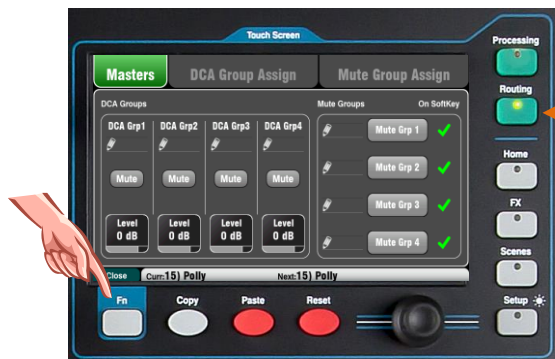 Touch Screen
Processing
Masters DCA Group Assign Mute Group Assign
Routing
DCA Groups Mute Groups On SoftKey
DCA Grp1 DCA Grp2 DCA Grp3 DCA Grp4
Mute Grp 1
Mute Mute Mute Mute
Mute Grp 2
Home
Mute Grp 3
FX
Level Level Level Level
0 dB 0 dB 0 dB 0 dB
Mute Grp 4
Scenes
Close Curr:15) Polly Next:15) Polly
Fn Copy Paste Reset
Setup